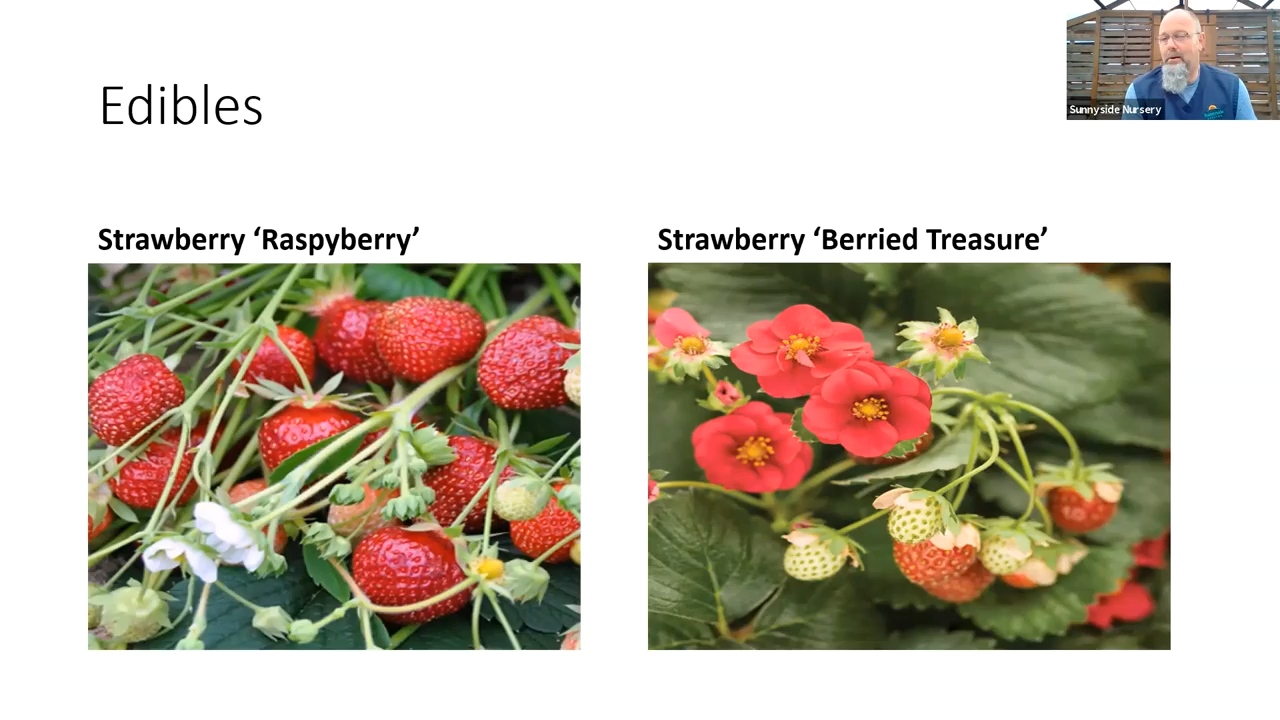 Edibles
Sunnyside Nursery
Strawberry ‘Raspyberry’
Strawberry ‘Berried Treasure’